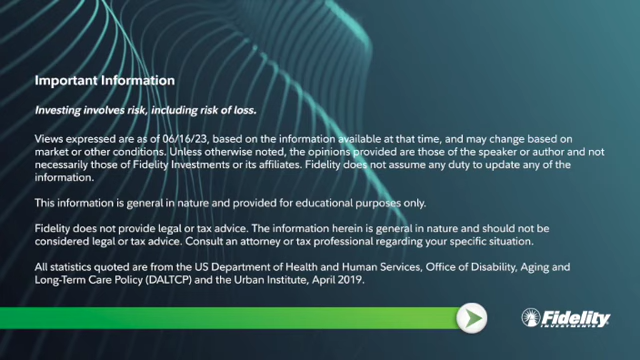 Important Information
Investing involves risk, including risk of loss.
Views expressed are as of 06/16/23, based on the information available at that time, and may change based on
market or other conditions. Unless otherwise noted, the opinions provided are those of the speaker or author and not
necessarily those of Fidelity Investments or its affiliates. Fidelity does not assume any duty to update any of the
information.
This information is general in nature and provided for educational purposes only.
Fidelity does not provide legal or tax advice. The information herein is general in nature and should not be
considered legal or tax advice. Consult an attorney or tax professional regarding your specific situation.
All statistics quoted are from the US Department of Health and Human Services, Office of Disability, Aging and
Long-Term Care Policy (DALTCP) and the Urban Institute, April 2019.
Fidelity
INVESTMENTS